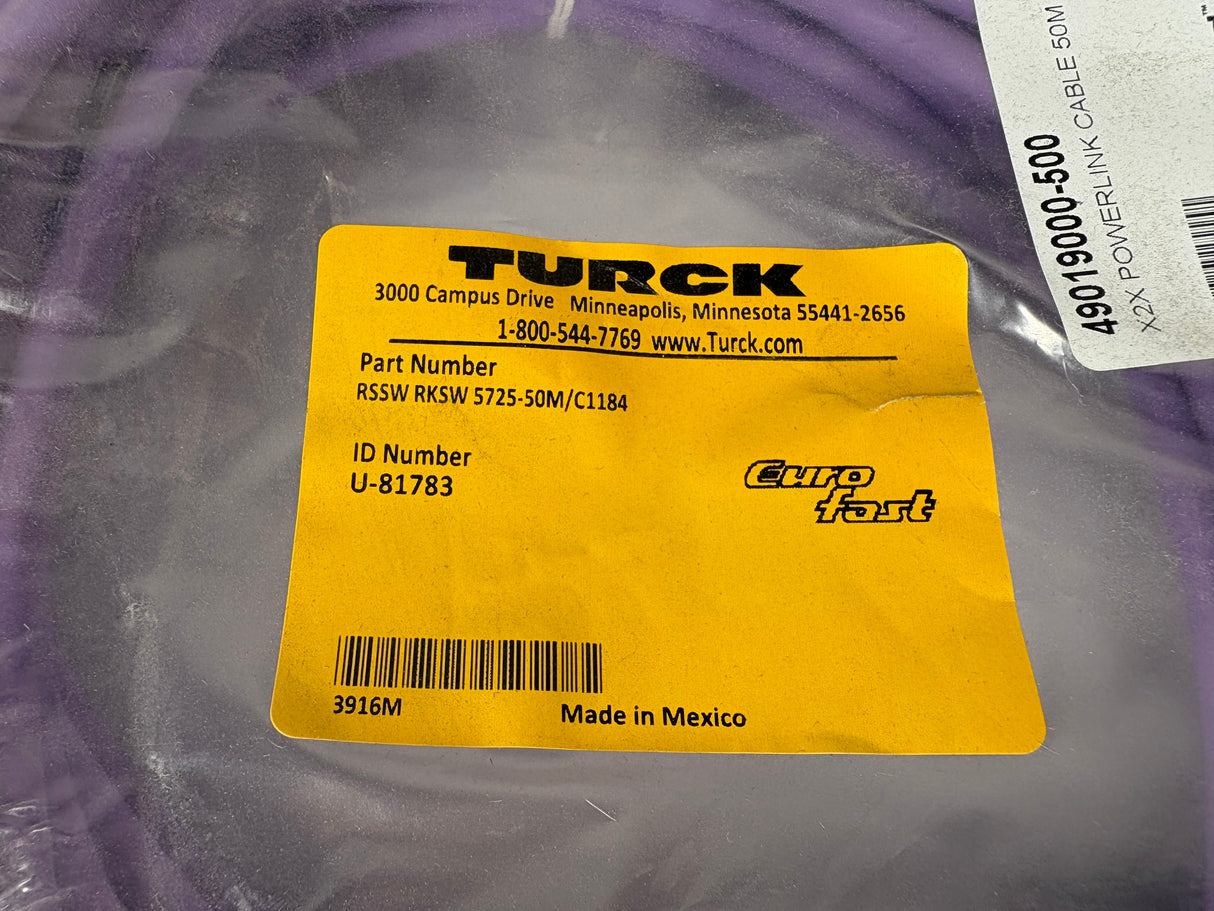 TURCK
3000 Campus Drive Minneapolis, Minnesota 55441-2656
1-800-544-7769 www.Turck.com
Part Number
RSSW RKSW 5725-50M/C1184
ID Number
U-81783
Euro
fast
3916M
Made in Mexico
49019000-500
X2X POWERLINK CABLE 50M